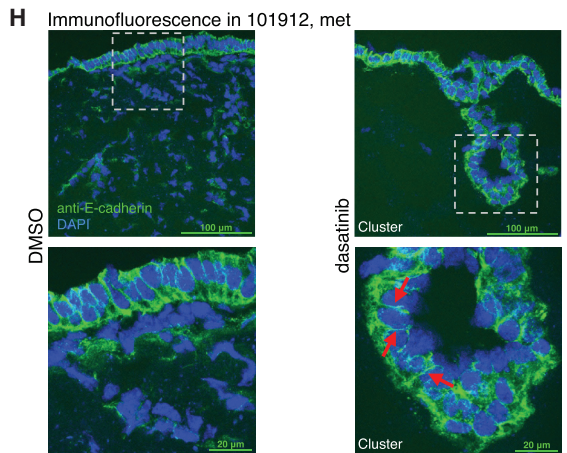 H Immunofluorescence in 101912, met
DMSO
anti-E-cadherin
DAPI
100 µm
20 µm
dasatinib
Cluster
100 µm
Cluster
20 µm